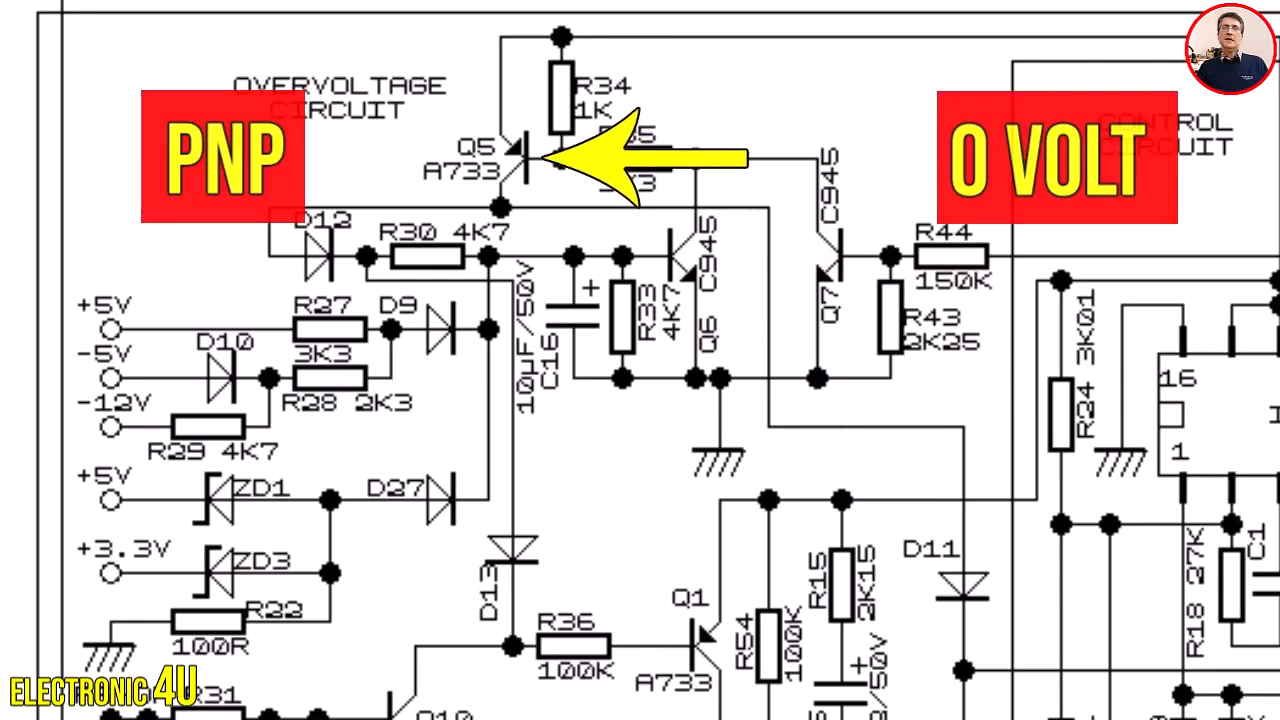 OVERVOLTAGE
CIRCUIT
PNP
0 VOLT
R34
1K
Q5
A733
C945
D12
R30 4K7
C945
R44
150K
+5V
R27
D9
10µF/50V
C16
+
R33
4K7
Q6
Q7
R43
2K25
-5V
D10
3K3
-12V
R28 2K3
R29 4K7
R24 3K01
16
1
+5V
ZD1
D27
+3.3V
ZD3
R22
100R
D13
R36
100K
Q1
A733
R54
100K
R15
2K15
+
D11
R18 27K
C1
ELECTRONIC 4U
R31
Q10